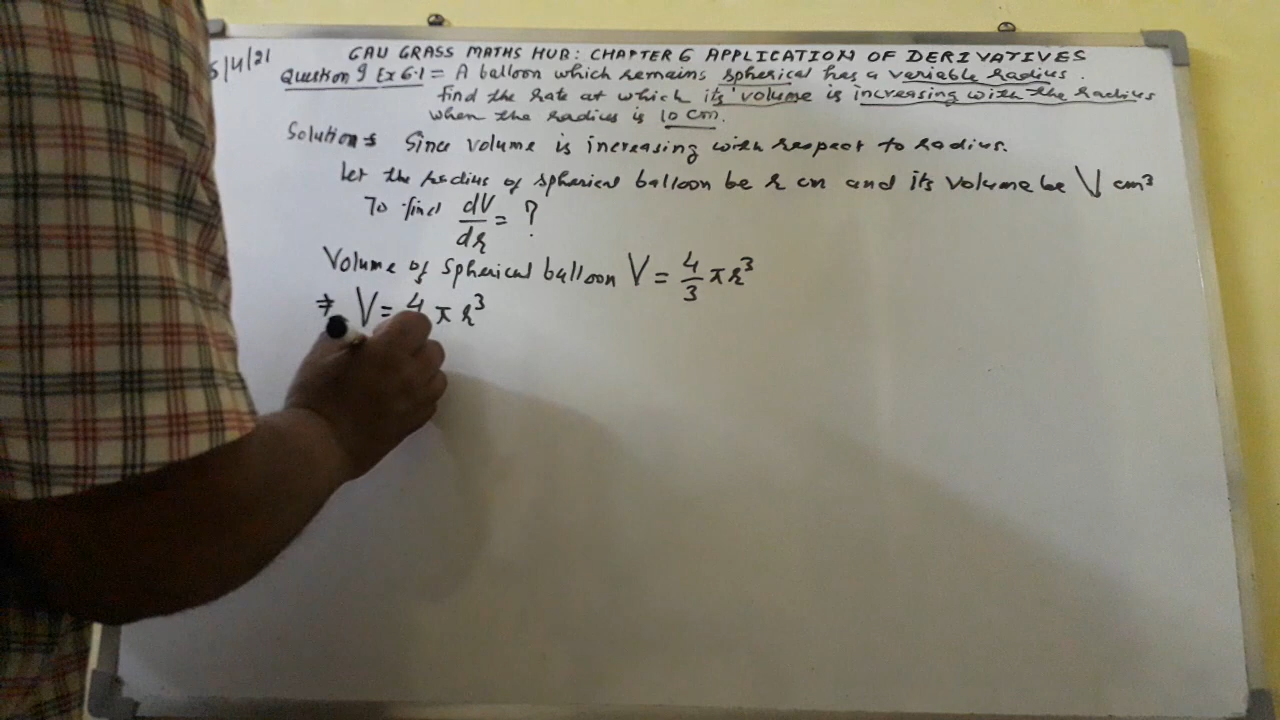 5/4/21
GAU GRASS MATHS HUB: CHAPTER 6 APPLICATION OF DERIVATIVES
Question 9 Ex 6.1 = A balloon which remains spherical has a variable radius.
find the rate at which its volume is increasing with the radius
when the radius is 10 cm.
Solution: Since volume is increasing with respect to radius.
Let the radius of spherical balloon be r cm and its volume be V cm³
To find dV/dr = ?
Volume of spherical balloon V = 4/3 πr³
⇒ V = 4 π r³